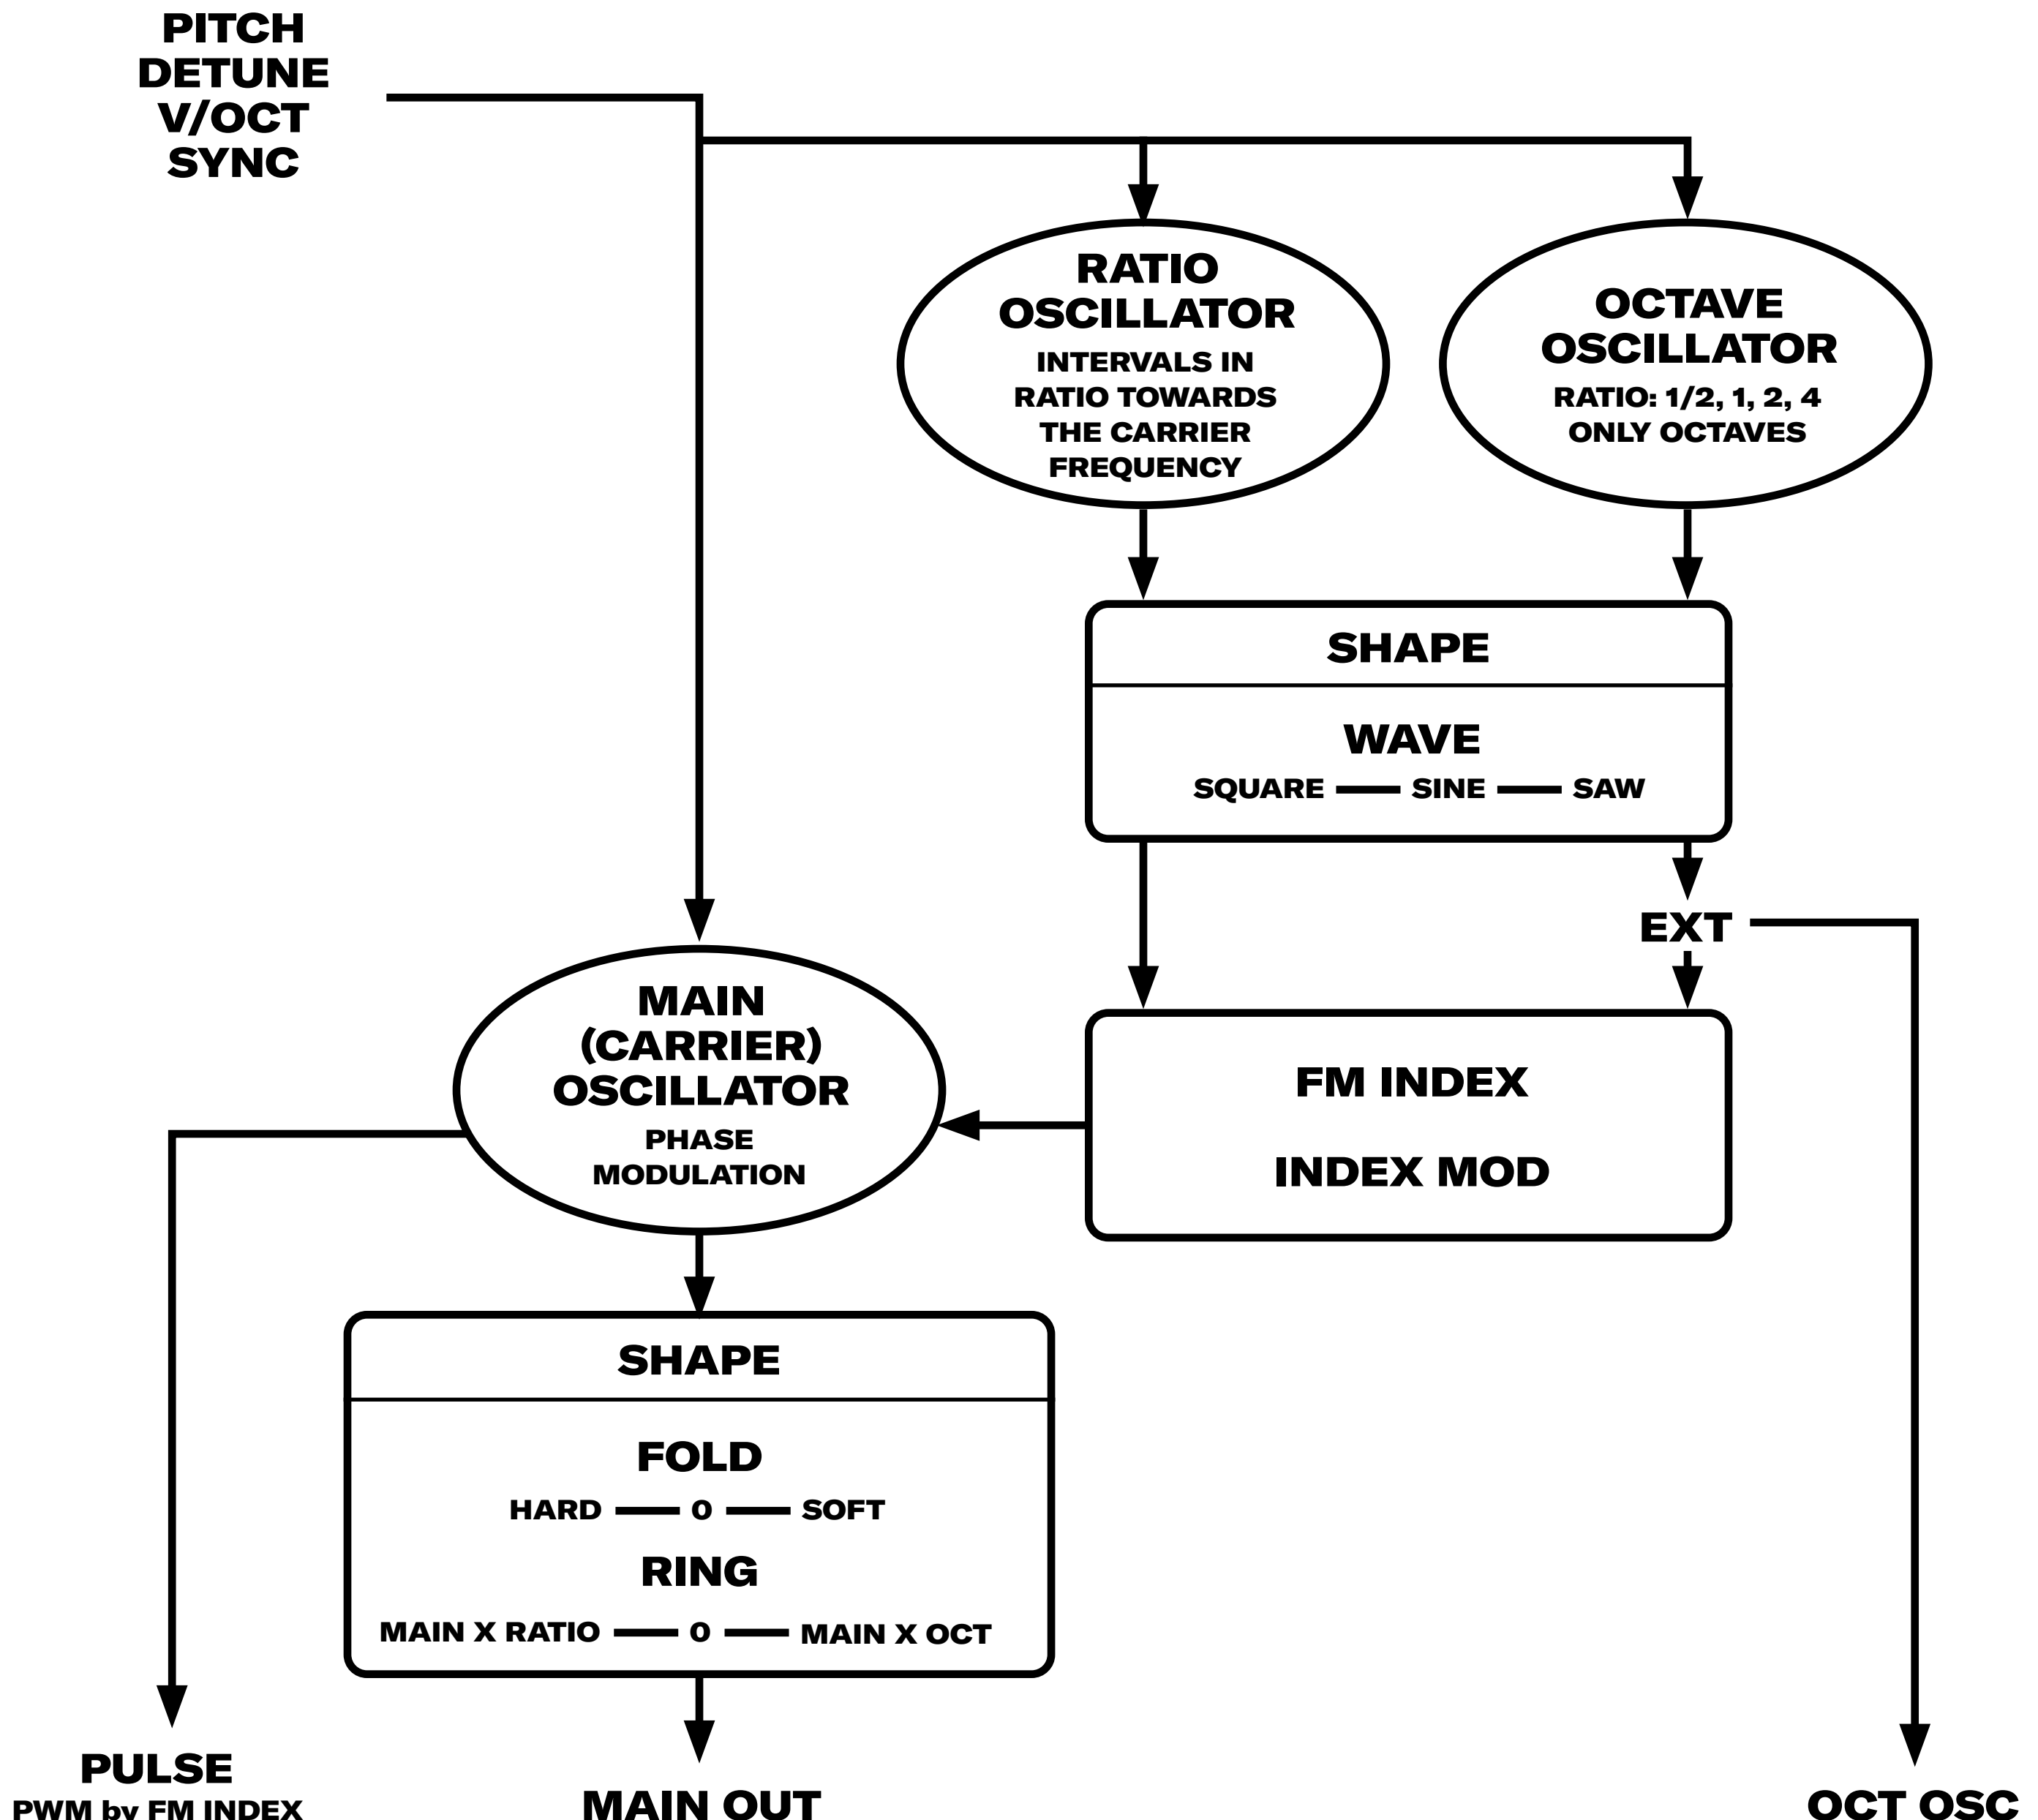 PITCH
DETUNE
V/OCT
SYNC
RATIO
OSCILLATOR
INTERVALS IN
RATIO TOWARDS
THE CARRIER
FREQUENCY
OCTAVE
OSCILLATOR
RATIO: 1/2, 1, 2, 4
ONLY OCTAVES
SHAPE
WAVE
SQUARE SINE SAW
EXT
MAIN
(CARRIER)
OSCILLATOR
PHASE
MODULATION
FM INDEX
INDEX MOD
SHAPE
FOLD
HARD 0 SOFT
RING
MAIN X RATIO 0 MAIN X OCT
PULSE
PWM by FM INDEX
MAIN OUT
OCT OSC